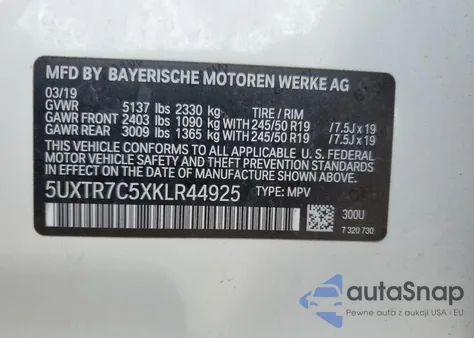 MFD BY BAYERISCHE MOTOREN WERKE AG
03/19
GVWR 5137 lbs 2330 kg TIRE / RIM
GAWR FRONT 2403 lbs 1090 kg 245/50 R19 /7.5J x 19
GAWR REAR 3009 lbs 1365 kg 245/50 R19 /7.5J x 19
THIS VEHICLE CONFORMS TO ALL APPLICABLE U.S. FEDERAL
MOTOR VEHICLE SAFETY AND THEFT PREVENTION STANDARDS
IN EFFECT ON THE DATE OF MANUFACTURE SHOWN ABOVE.
5UXTR7C5XKLR44925 TYPE: MPV
300U
7 320 730
autoSnap
Pewne auta z aukcji USA - EU